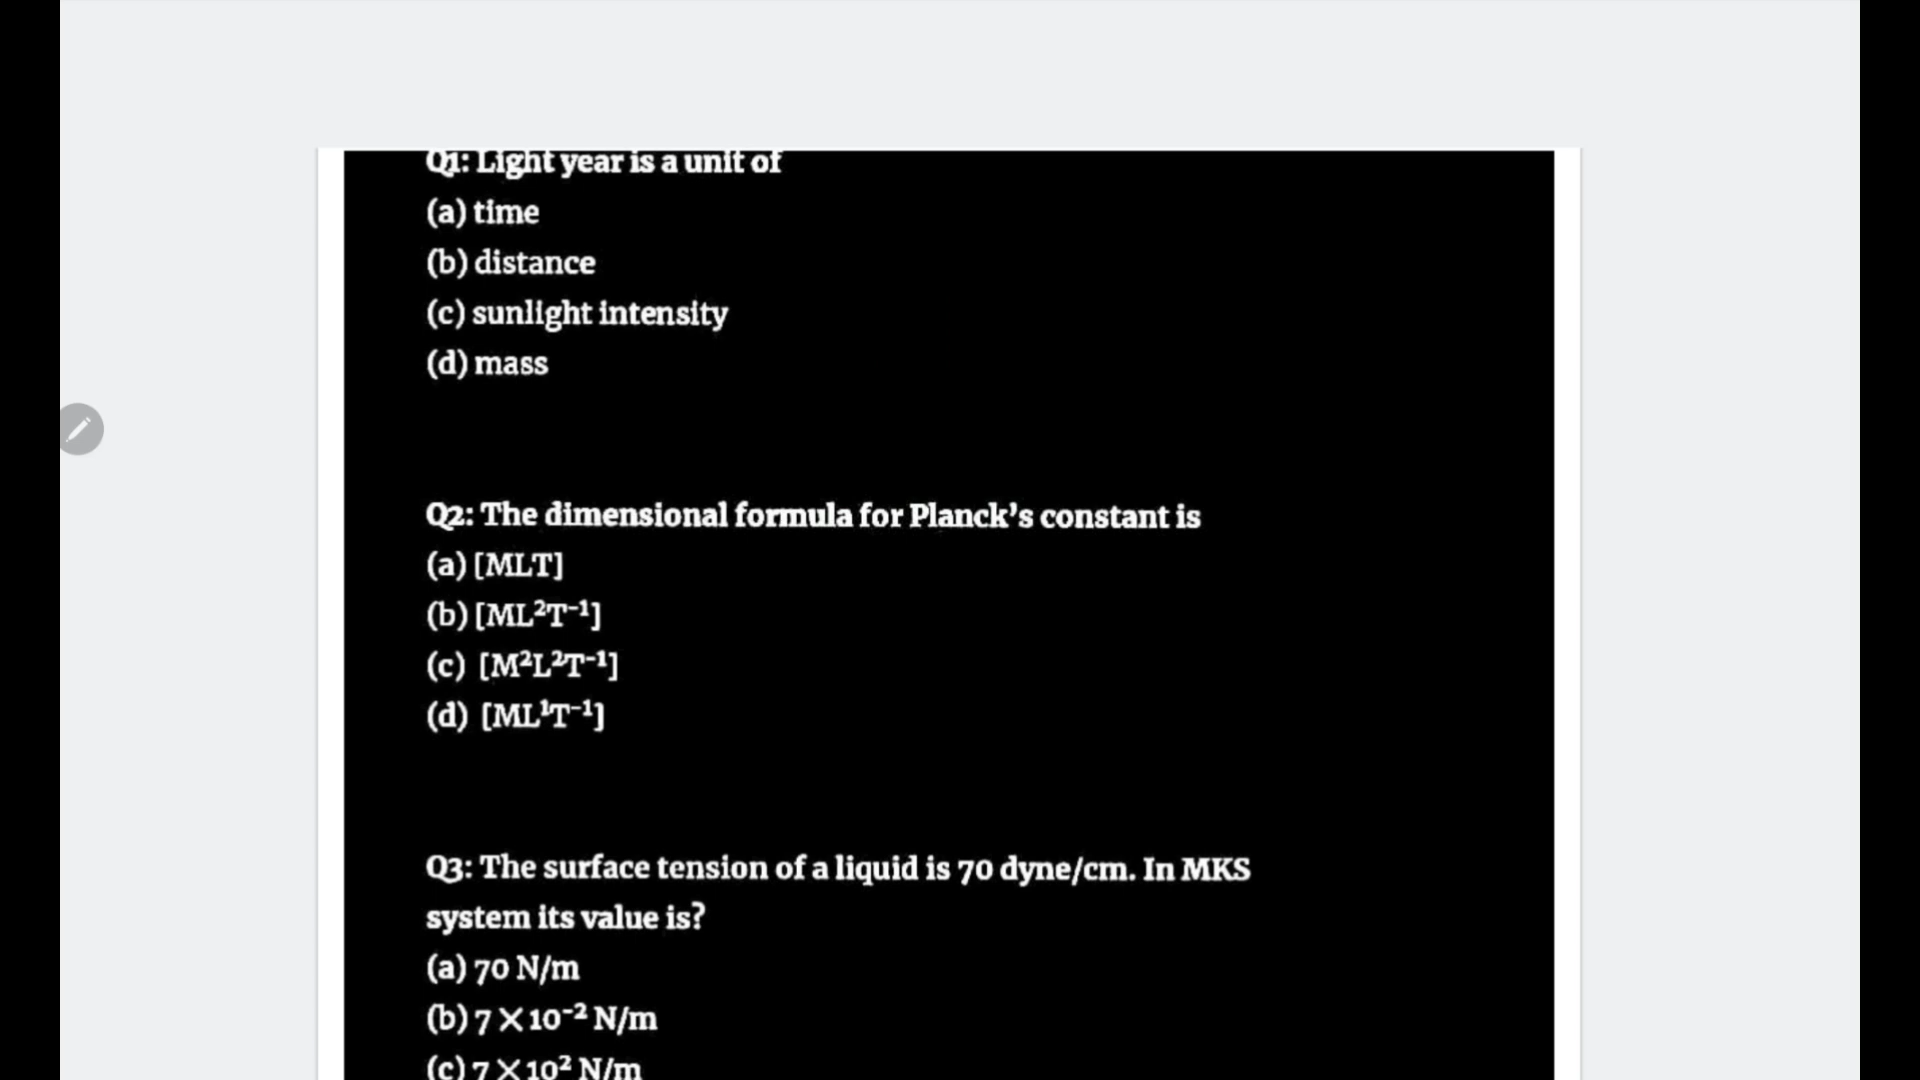 Q1: Light year is a unit of
(a) time
(b) distance
(c) sunlight intensity
(d) mass
Q2: The dimensional formula for Planck’s constant is
(a) [MLT]
(b) [ML²T⁻¹]
(c) [M²L²T⁻¹]
(d) [ML¹T⁻¹]
Q3: The surface tension of a liquid is 70 dyne/cm. In MKS
system its value is?
(a) 70 N/m
(b) 7 × 10⁻² N/m
(c) 7 × 10² N/m